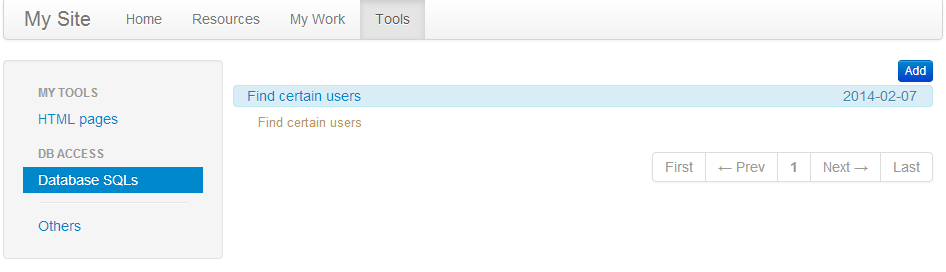 My Site Home Resources My Work Tools
MY TOOLS
HTML pages
DB ACCESS
Database SQLs
Others
Add
Find certain users 2014-02-07
Find certain users
First ← Prev 1 Next → Last